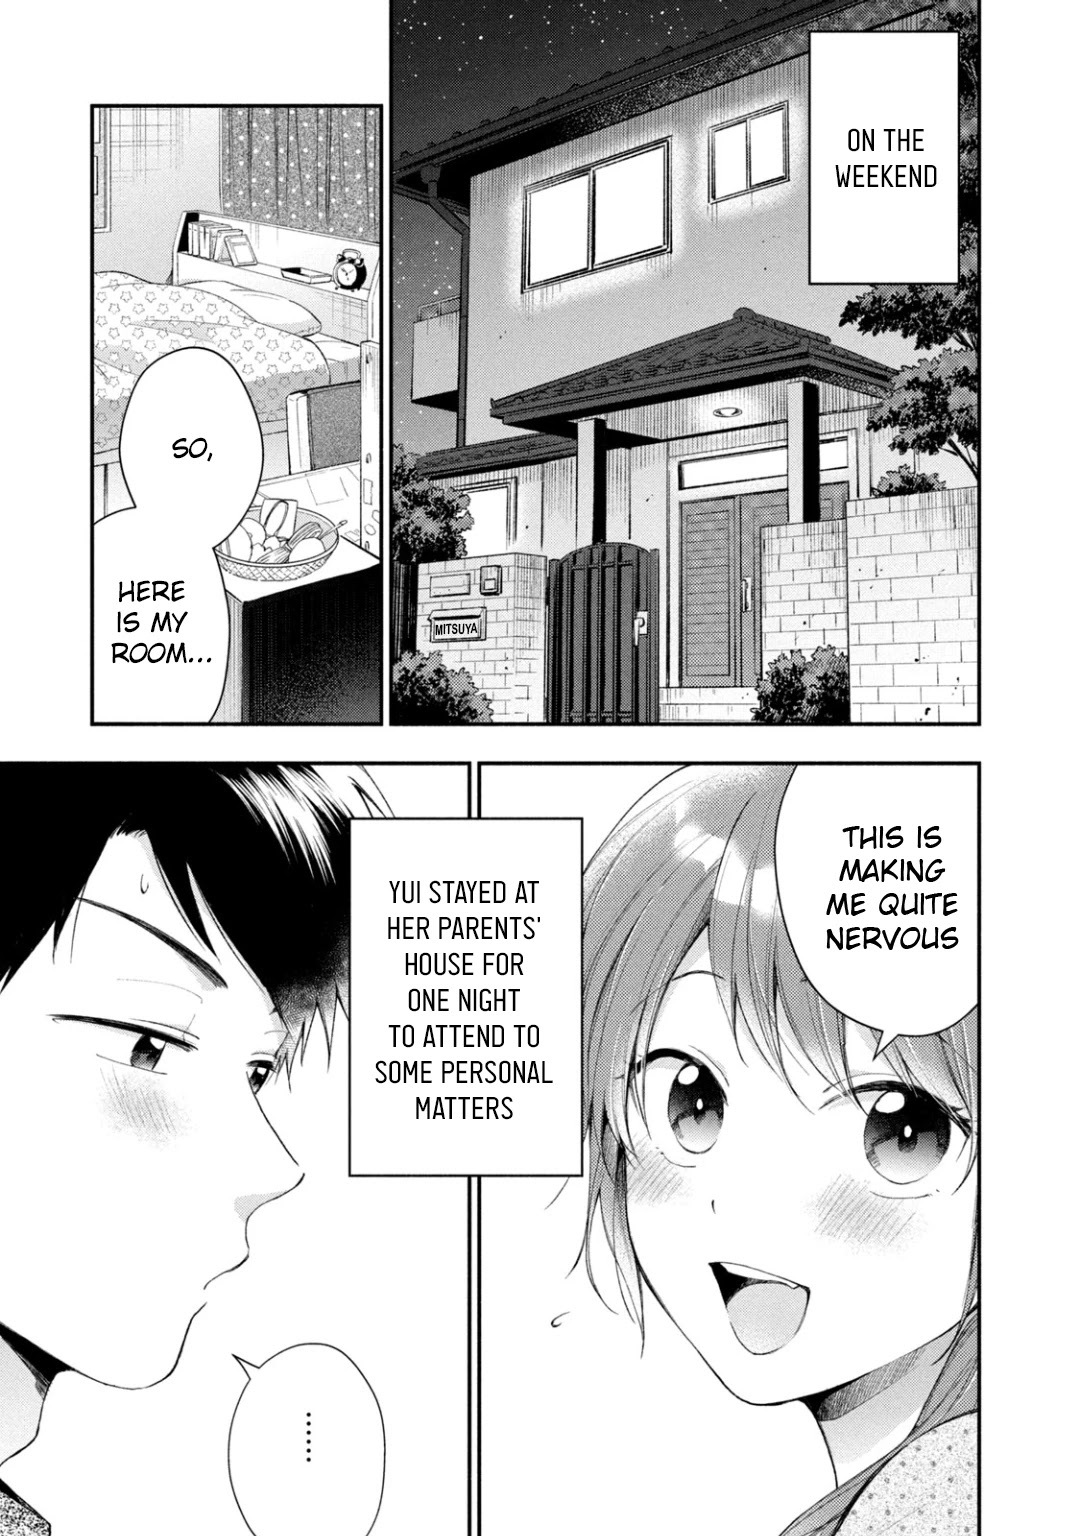 ON THE
WEEKEND
MITSUYA
SO,
HERE
IS MY
ROOM...
THIS IS
MAKING
ME QUITE
NERVOUS
YUI STAYED AT
HER PARENTS'
HOUSE FOR
ONE NIGHT
TO ATTEND TO
SOME PERSONAL
MATTERS
.......